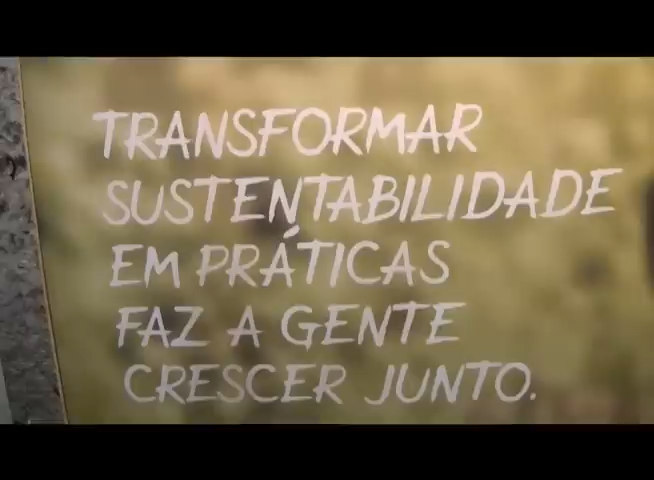 TRANSFORMAR
SUSTENTABILIDADE
EM PRÁTICAS
FAZ A GENTE
CRESCER JUNTO.